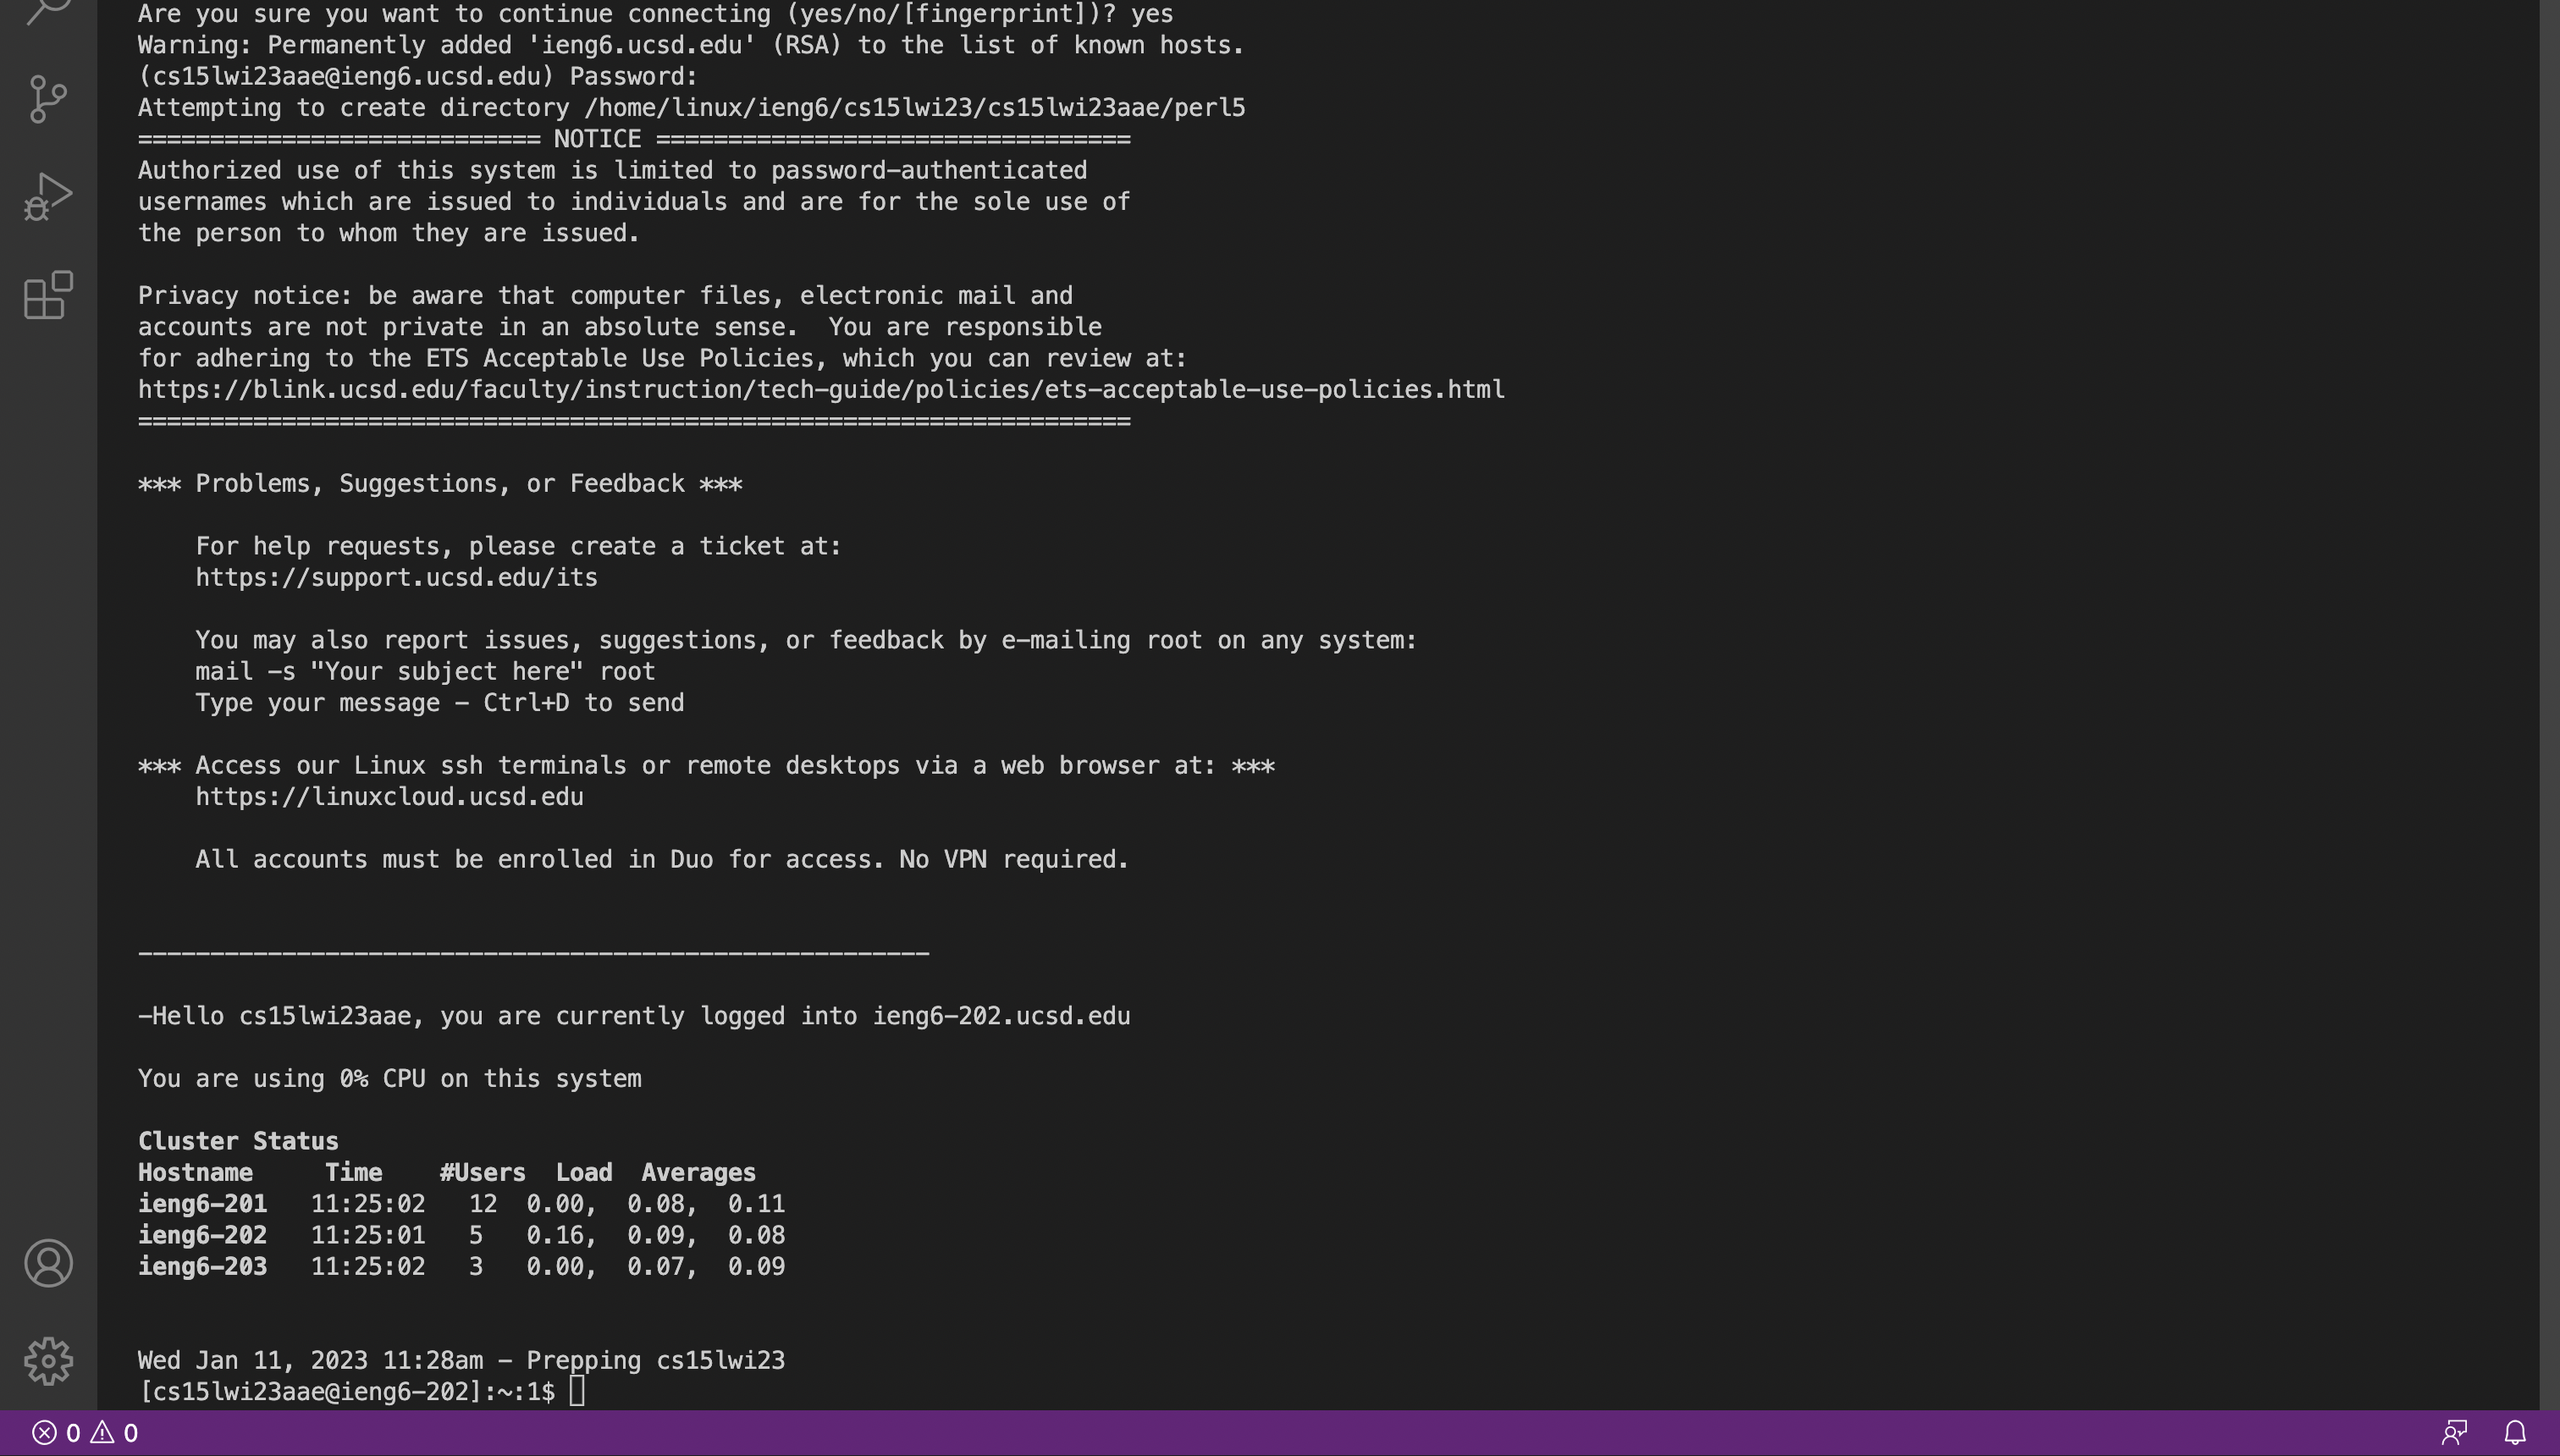 Are you sure you want to continue connecting (yes/no/[fingerprint])? yes
Warning: Permanently added 'ieng6.ucsd.edu' (RSA) to the list of known hosts.
(cs15lwi23aae@ieng6.ucsd.edu) Password:
Attempting to create directory /home/linux/ieng6/cs15lwi23/cs15lwi23aae/perl5
============================ NOTICE =================================
Authorized use of this system is limited to password-authenticated
usernames which are issued to individuals and are for the sole use of
the person to whom they are issued.

Privacy notice: be aware that computer files, electronic mail and
accounts are not private in an absolute sense.  You are responsible
for adhering to the ETS Acceptable Use Policies, which you can review at:
https://blink.ucsd.edu/faculty/instruction/tech-guide/policies/ets-acceptable-use-policies.html
=====================================================================

*** Problems, Suggestions, or Feedback ***

    For help requests, please create a ticket at:
    https://support.ucsd.edu/its

    You may also report issues, suggestions, or feedback by e-mailing root on any system:
    mail -s "Your subject here" root
    Type your message - Ctrl+D to send

*** Access our Linux ssh terminals or remote desktops via a web browser at: ***
    https://linuxcloud.ucsd.edu

    All accounts must be enrolled in Duo for access. No VPN required.

-------------------------------------------------------

-Hello cs15lwi23aae, you are currently logged into ieng6-202.ucsd.edu

You are using 0% CPU on this system

Cluster Status
Hostname     Time    #Users  Load  Averages
ieng6-201   11:25:02   12  0.00,  0.08,  0.11
ieng6-202   11:25:01   5   0.16,  0.09,  0.08
ieng6-203   11:25:02   3   0.00,  0.07,  0.09

Wed Jan 11, 2023 11:28am - Prepping cs15lwi23
[cs15lwi23aae@ieng6-202]:~:1$
0 0